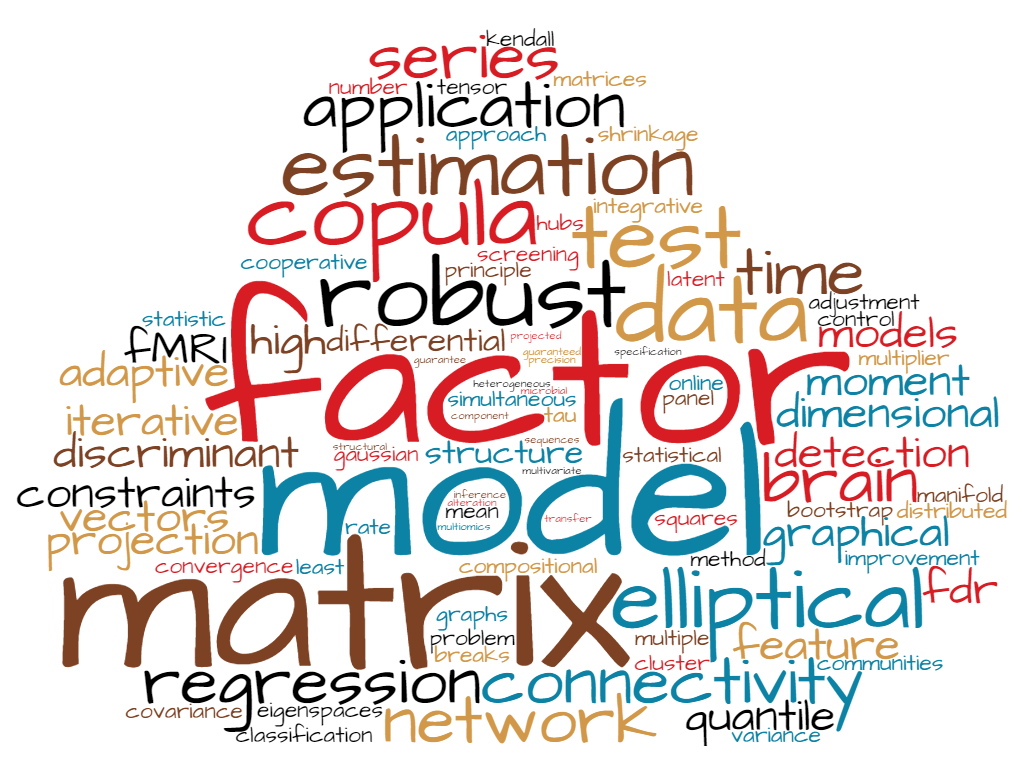 kendall
series
number tensor matrices
application
approach shrinkage
estimation
integrative
copula hubs test
screening
cooperative principle latent time
robust data adjustment
statistic control
fMRI high differential projected models
guarantee guaranteed specification multiplier
precision
adaptive factor moment
heterogeneous online
microbial
simultaneous panel
iterative component tau dimensional
sequences
structural
discriminant gaussian structure statistical detection
multivariate
constraints model brain
inference manifold
alteration
vectors mean bootstrap distributed
rate multiomics transfer squares
projection graphical
method improvement
convergence least compositional
matrix elliptical fdr
graphs
problem multiple feature
breaks cluster communities
regression connectivity
covariance eigenspaces network quantile
classification variance